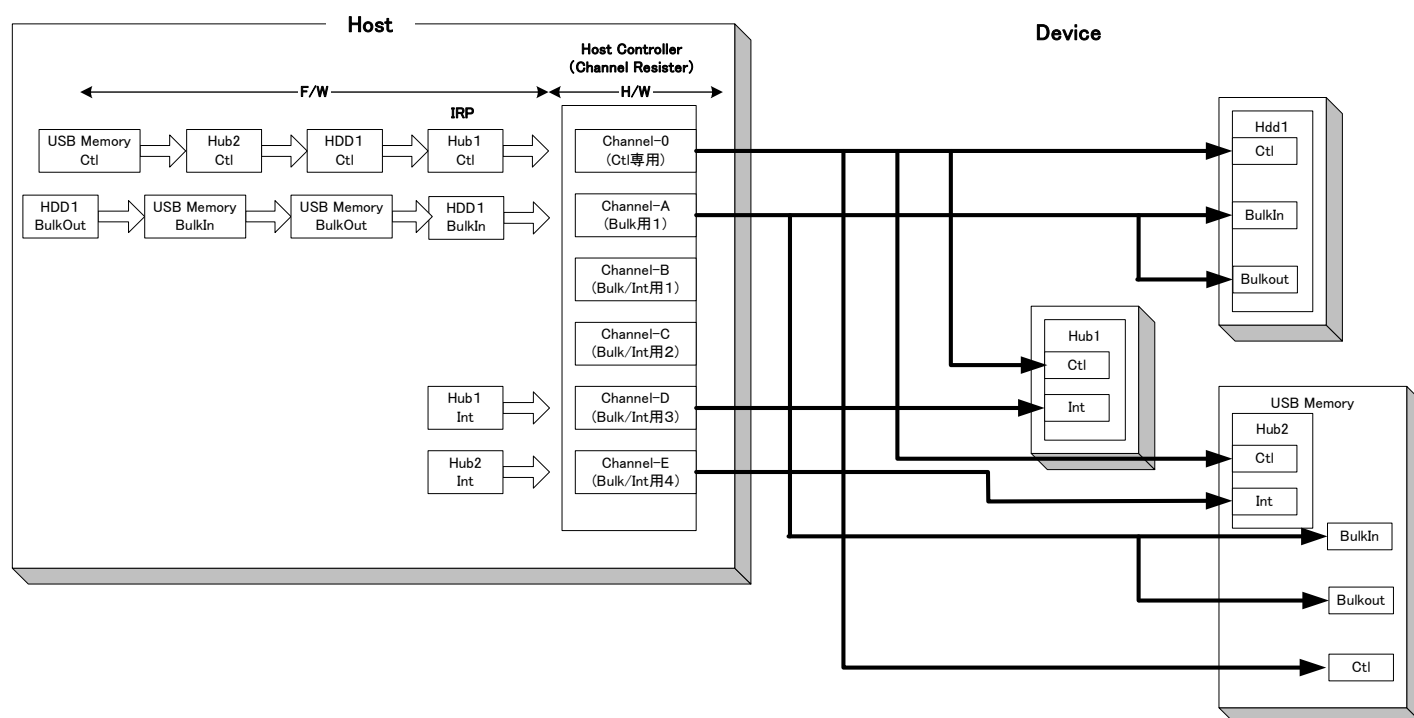 Host
Device
Host Controller
(Channel Resister)
F/W
H/W
IRP
USB Memory
Ctl
Hub2
Ctl
HDD1
Ctl
Hub1
Ctl
Channel-0
(Ctl専用)
HDD1
BulkOut
USB Memory
BulkIn
USB Memory
BulkOut
HDD1
BulkIn
Channel-A
(Bulk用1)
Channel-B
(Bulk/Int用1)
Channel-C
(Bulk/Int用2)
Hub1
Int
Channel-D
(Bulk/Int用3)
Hub2
Int
Channel-E
(Bulk/Int用4)
Hdd1
Ctl
BulkIn
Bulkout
Hub1
Ctl
Int
USB Memory
Hub2
Ctl
Int
BulkIn
Bulkout
Ctl